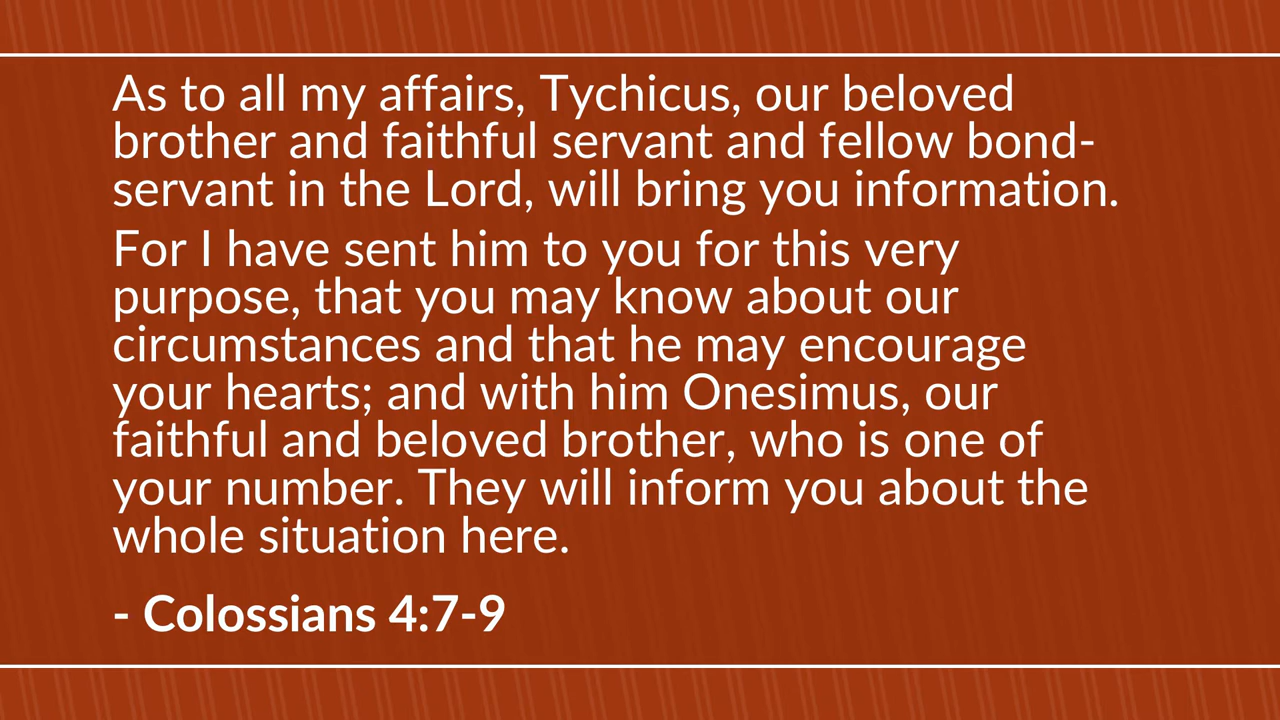 As to all my affairs, Tychicus, our beloved
brother and faithful servant and fellow bond-
servant in the Lord, will bring you information.
For I have sent him to you for this very
purpose, that you may know about our
circumstances and that he may encourage
your hearts; and with him Onesimus, our
faithful and beloved brother, who is one of
your number. They will inform you about the
whole situation here.
- Colossians 4:7-9